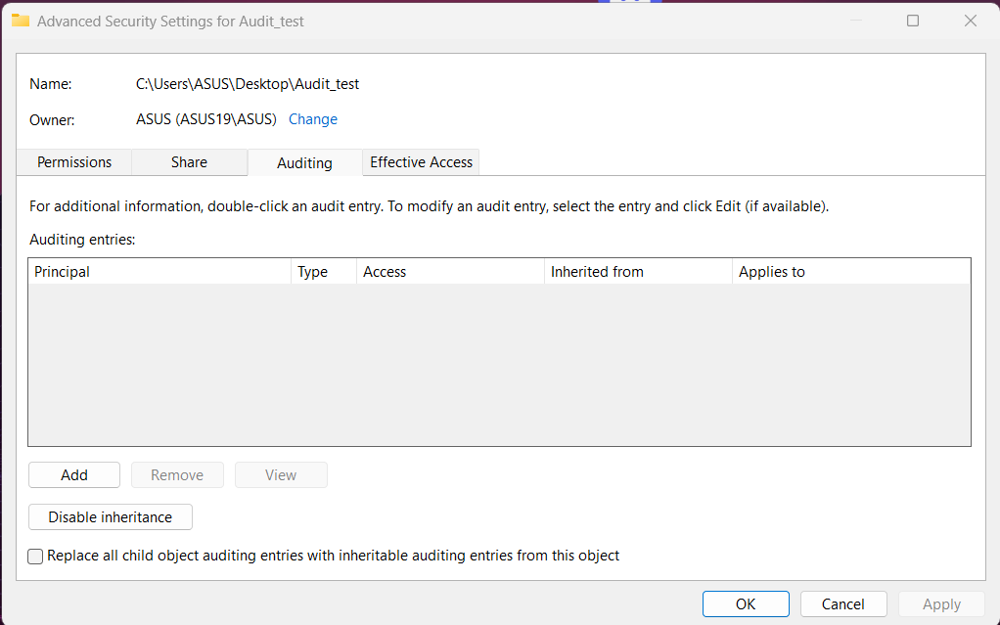 Advanced Security Settings for Audit_test
Name: C:\Users\ASUS\Desktop\Audit_test
Owner: ASUS (ASUS19\ASUS) Change
Permissions Share Auditing Effective Access
For additional information, double-click an audit entry. To modify an audit entry, select the entry and click Edit (if available).
Auditing entries:
Principal Type Access Inherited from Applies to
Add Remove View
Disable inheritance
Replace all child object auditing entries with inheritable auditing entries from this object
OK Cancel Apply